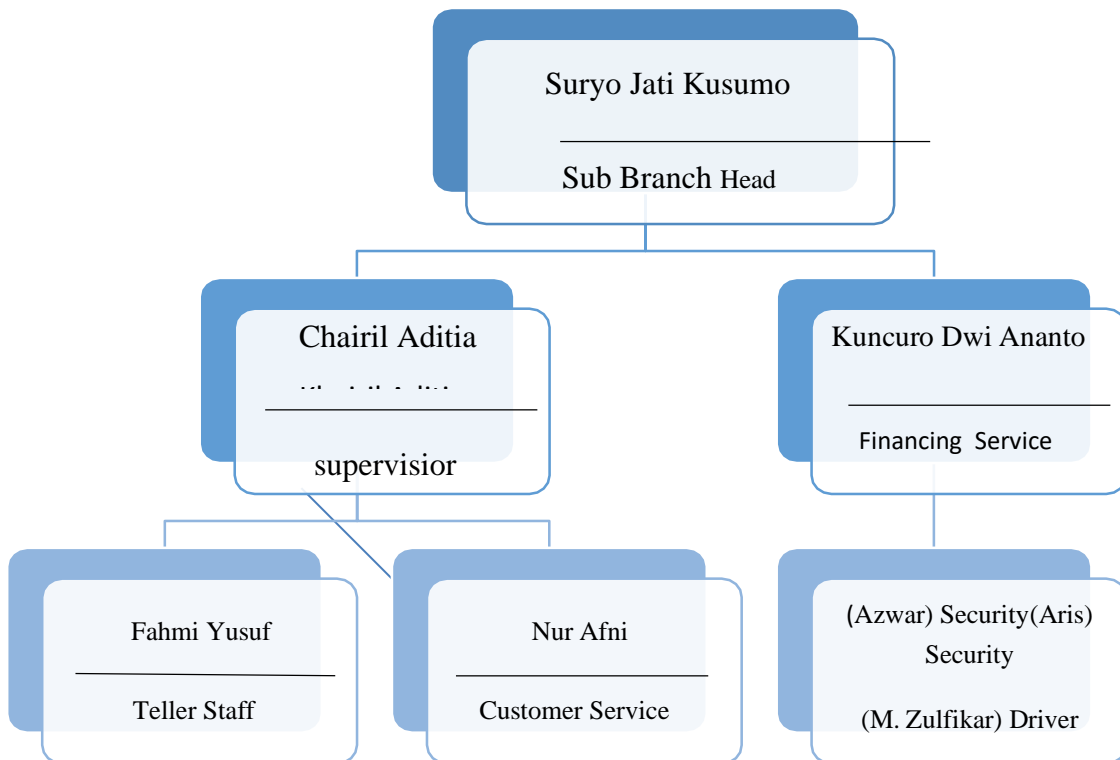 Suryo Jati Kusumo
Sub Branch Head
Chairil Aditia
supervisior
Kuncuro Dwi Ananto
Financing Service
Fahmi Yusuf
Teller Staff
Nur Afni
Customer Service
(Azwar) Security(Aris)
Security
(M. Zulfikar) Driver